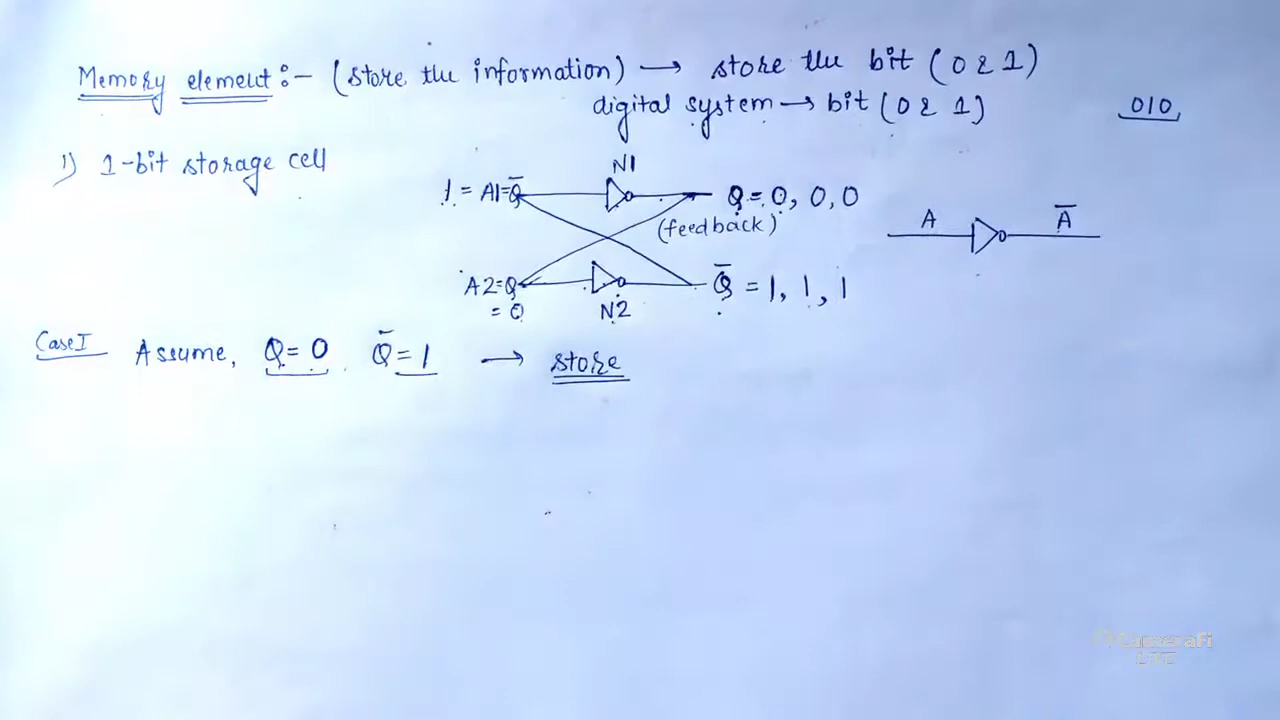 Memory element :- (store the information) → store the bit (0 & 1)
digital system → bit (0 & 1)
010
1) 1-bit storage cell
N1
1 = A1=Q̅
Q = 0, 0, 0
(feedback)
A
A̅
A2=Q
= 0
N2
Q̅ = 1, 1, 1
Case I Assume, Q=0 Q̅=1 → store
CameraFi
LIVE